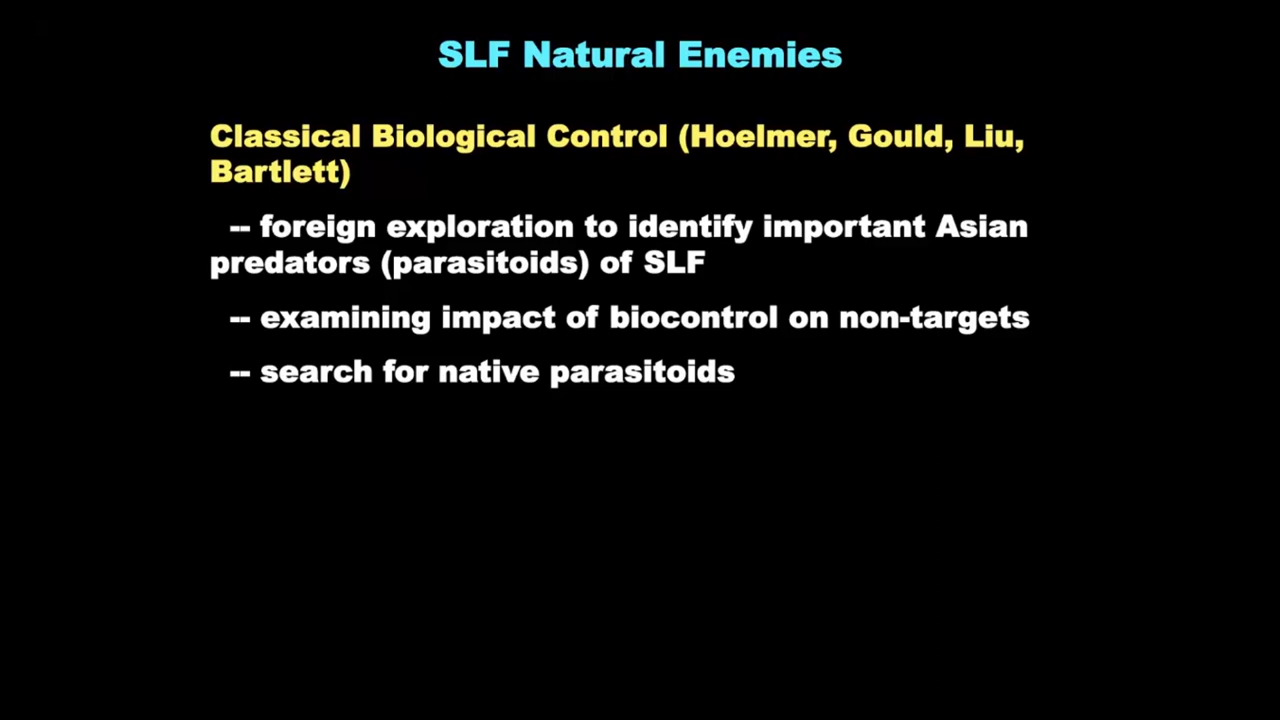 SLF Natural Enemies
Classical Biological Control (Hoelmer, Gould, Liu,
Bartlett)
-- foreign exploration to identify important Asian
predators (parasitoids) of SLF
-- examining impact of biocontrol on non-targets
-- search for native parasitoids